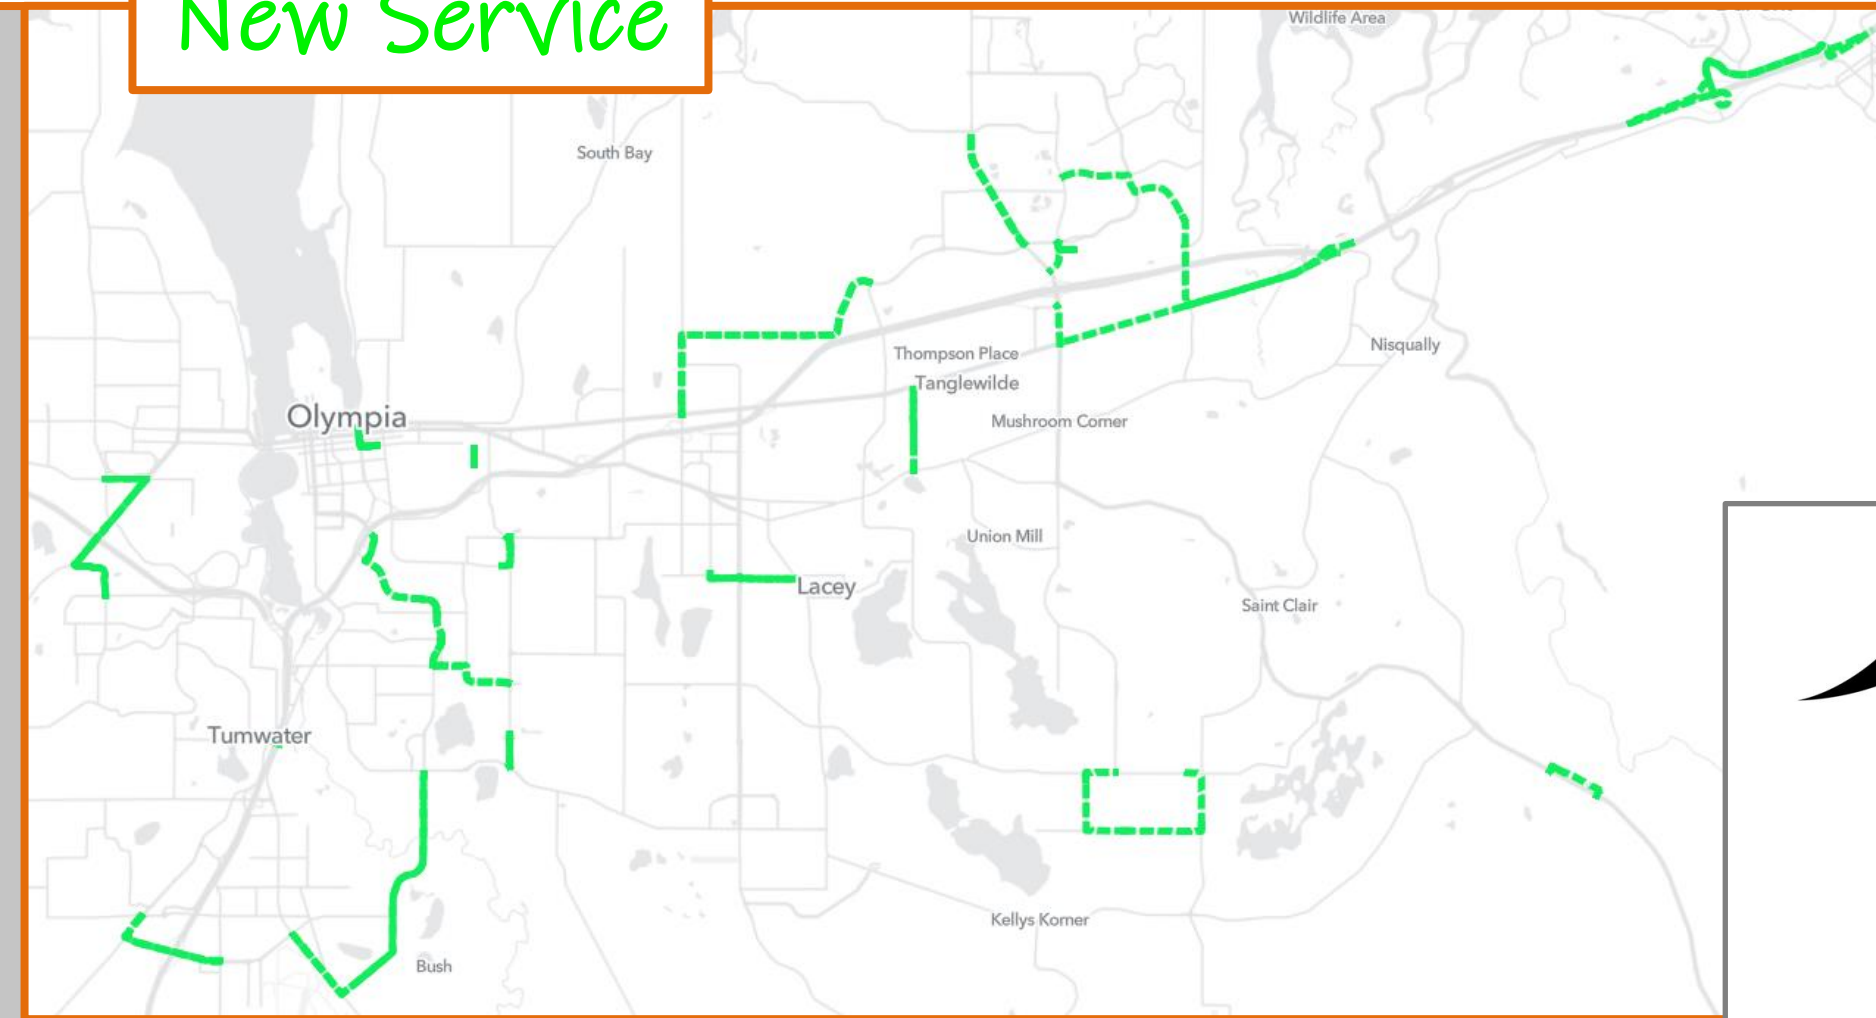 New Service
Wildlife Area
South Bay
Thompson Place
Tanglewilde
Nisqually
Olympia
Mushroom Corner
Union Mill
Lacey
Saint Clair
Tumwater
Kellys Korner
Bush